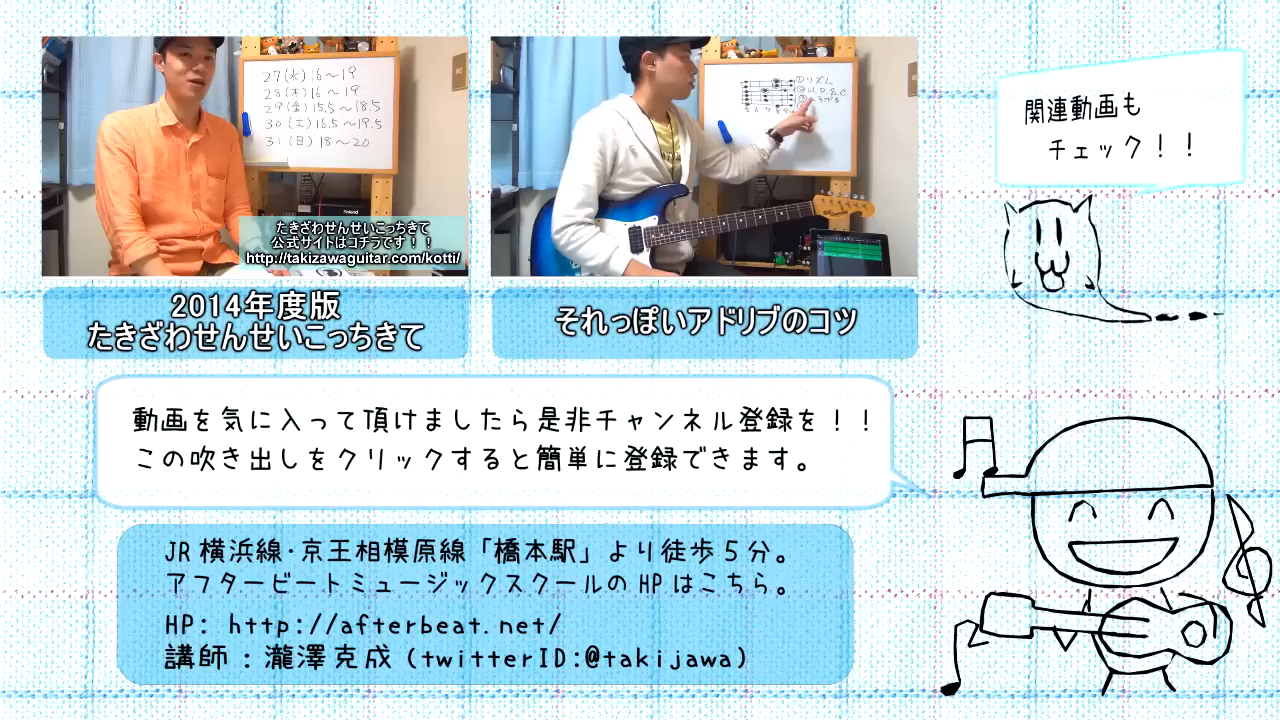 27(水)16〜19
28(木)16〜19
29(金)15.5〜18.5
30(土)16.5〜19.5
31(日)18〜20
Roland
たきざわせんせいこっちきて
公式サイトはコチラです！！
http://takizawaguitar.com/kotti/
①リズム
関連動画も
チェック！！
2014年度版
たきざわせんせいこっちきて
それっぽいアドリブのコツ
動画を気に入って頂けましたら是非チャンネル登録を！！
この吹き出しをクリックすると簡単に登録できます。
JR横浜線･京王相模原線「橋本駅」より徒歩5分。
アフタービートミュージックスクールのHPはこちら。
HP: http://afterbeat.net/
講師：瀧澤克成 (twitterID:@takijawa)